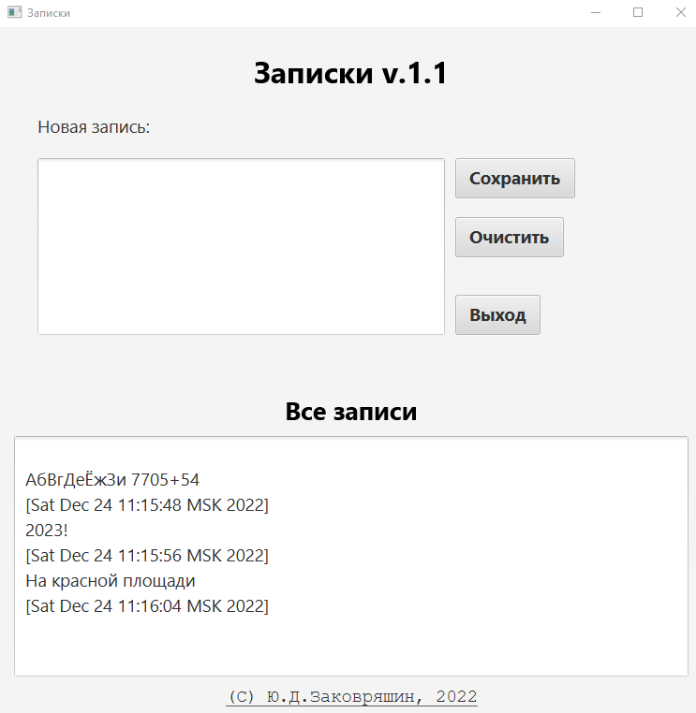 Записки
Записки v.1.1
Новая запись:
Сохранить
Очистить
Выход
Все записи
АбВгДеЁжЗи 7705+54
[Sat Dec 24 11:15:48 MSK 2022]
2023!
[Sat Dec 24 11:15:56 MSK 2022]
На красной площади
[Sat Dec 24 11:16:04 MSK 2022]
(C) Ю.Д.Заковряшин, 2022